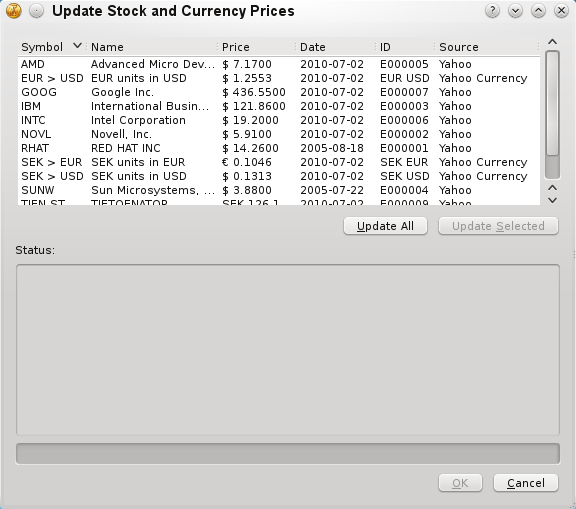 Update Stock and Currency Prices
Symbol Name Price Date ID Source
AMD Advanced Micro Dev... $ 7.1700 2010-07-02 E000005 Yahoo
EUR > USD EUR units in USD $ 1.2553 2010-07-02 EUR USD Yahoo Currency
GOOG Google Inc. $ 436.5500 2010-07-02 E000007 Yahoo
IBM International Busin... $ 121.8600 2010-07-02 E000003 Yahoo
INTC Intel Corporation $ 19.2000 2010-07-02 E000006 Yahoo
NOVL Novell, Inc. $ 5.9100 2010-07-02 E000002 Yahoo
RHAT RED HAT INC $ 14.2600 2005-08-18 E000001 Yahoo
SEK > EUR SEK units in EUR € 0.1046 2010-07-02 SEK EUR Yahoo Currency
SEK > USD SEK units in USD $ 0.1313 2010-07-02 SEK USD Yahoo Currency
SUNW Sun Microsystems, ... $ 3.8800 2005-07-22 E000004 Yahoo
TIEN.ST TIETOENATOR SEK 126.1... 2010-07-02 E000009 Yahoo
Update All Update Selected
Status:
OK Cancel